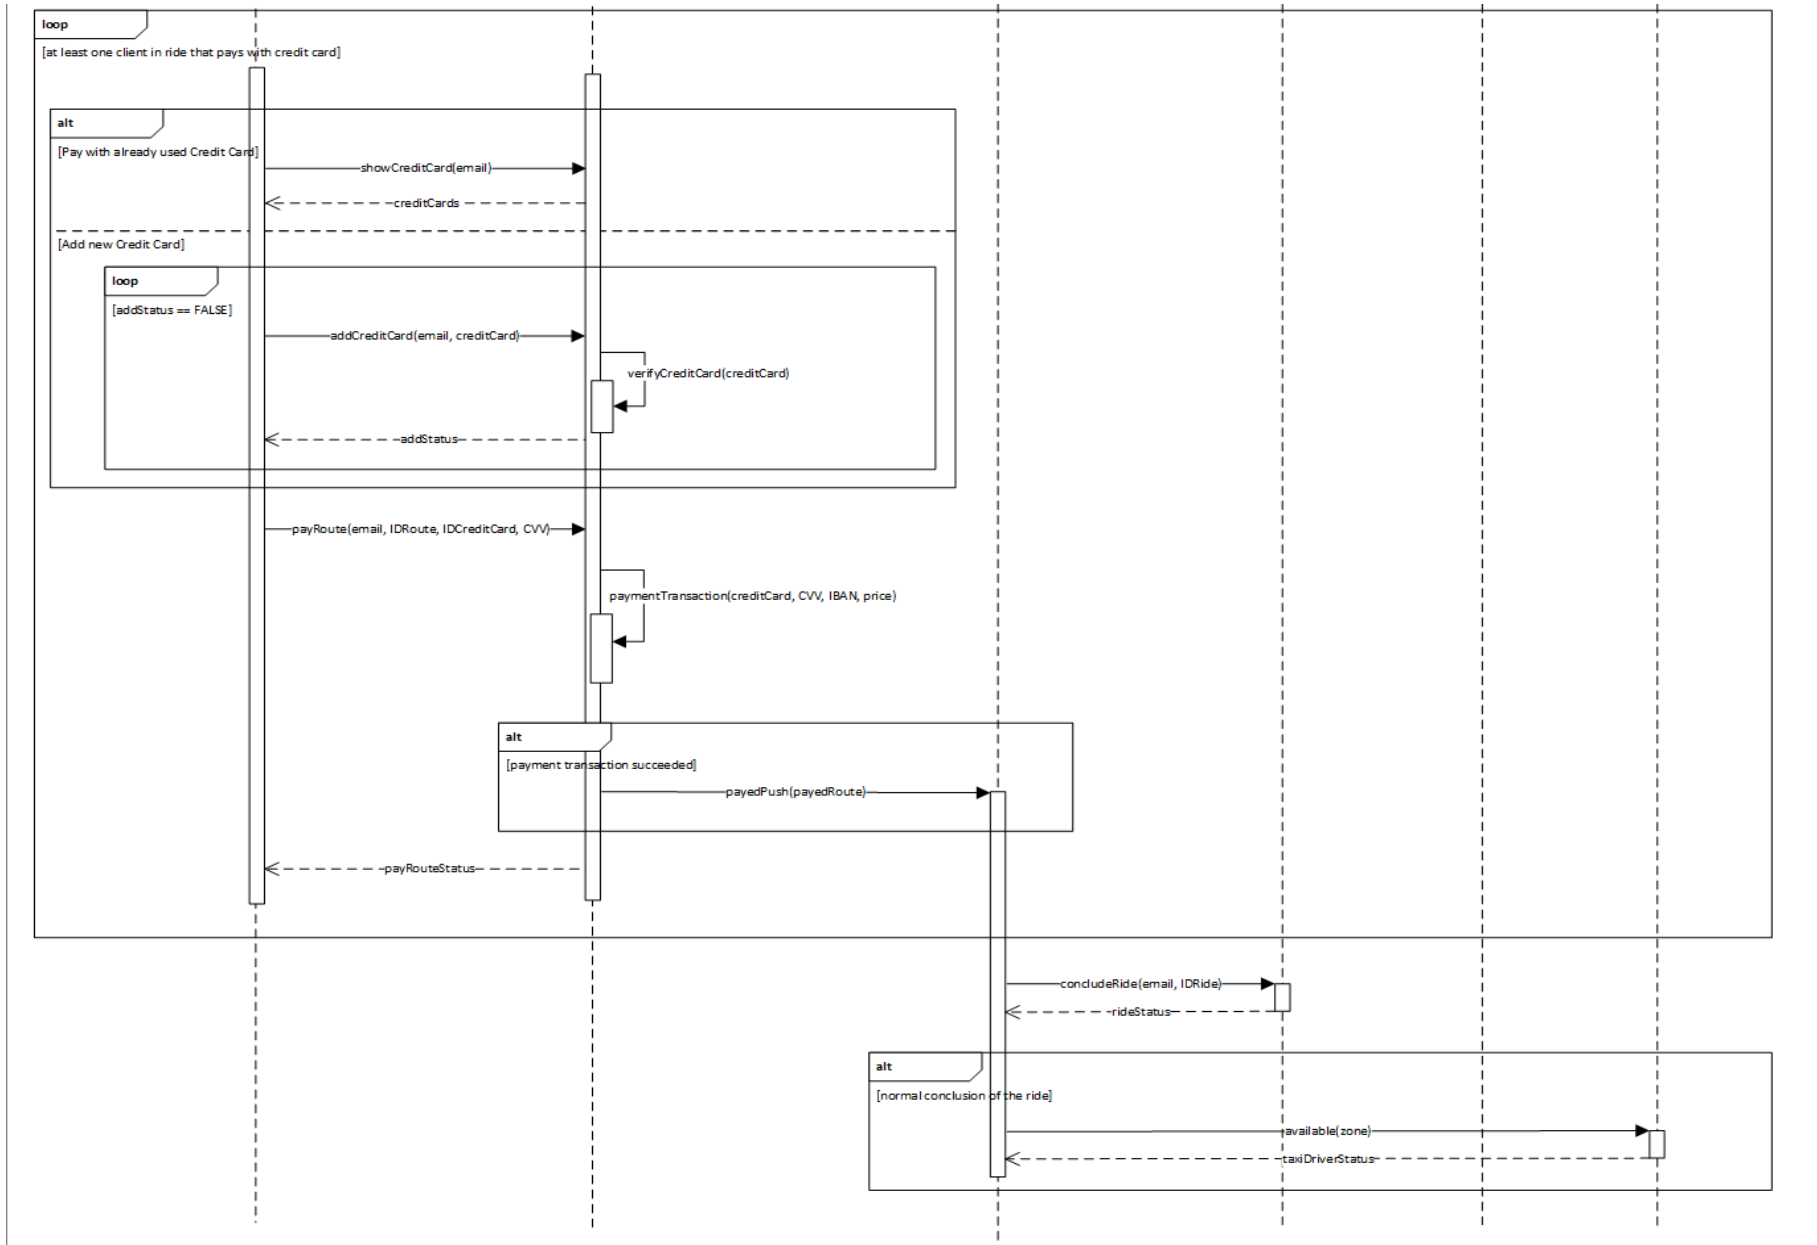 loop
[at least one client in ride that pays with credit card]
alt
[Pay with already used Credit Card]
showCreditCard(email)
creditCards
[Add new Credit Card]
loop
[addStatus == FALSE]
addCreditCard(email, creditCard)
verifyCreditCard(creditCard)
addStatus
payRoute(email, IDRoute, IDCreditCard, CVV)
paymentTransaction(creditCard, CVV, IBAN, price)
alt
[payment transaction succeeded]
payedPush(payedRoute)
payRouteStatus
concludeRide(email, IDRide)
rideStatus
alt
[normal conclusion of the ride]
available(zone)
taxiDriverStatus